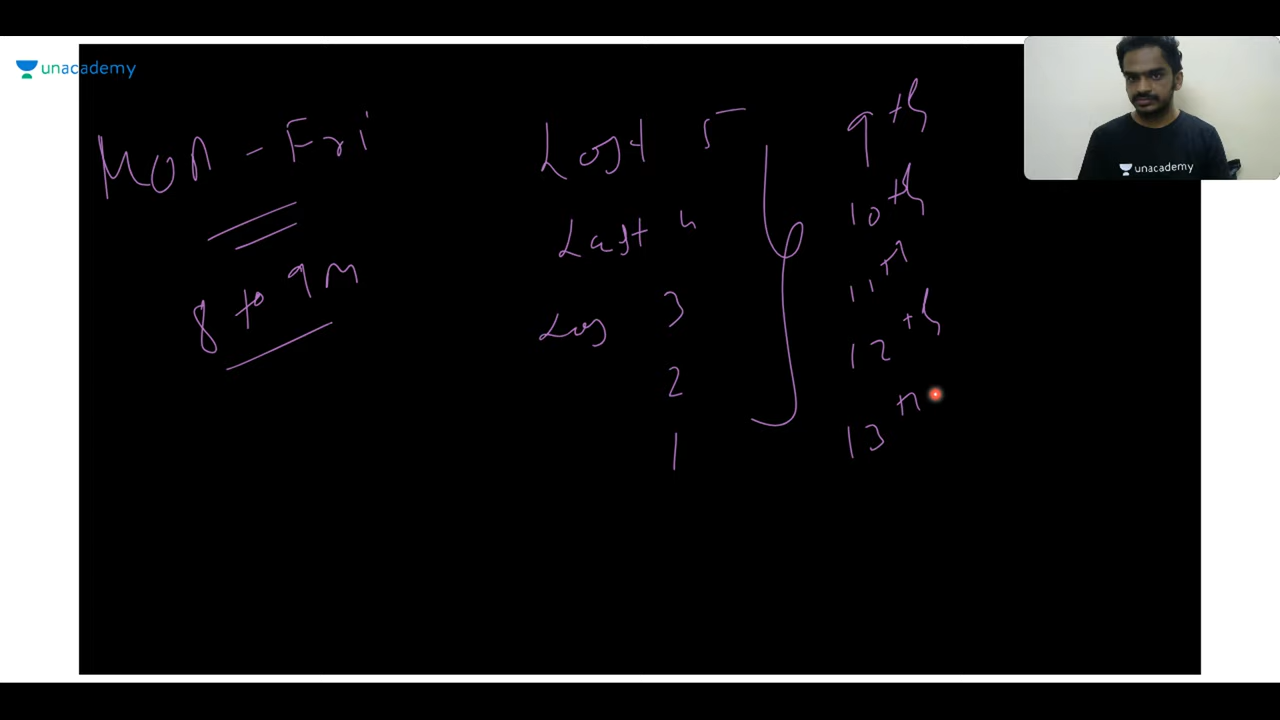 unacademy
unacademy
Mon - Fri
8 to 9
Last 5
Last 4
3
2
1
9th
10th
11th
12th
13th